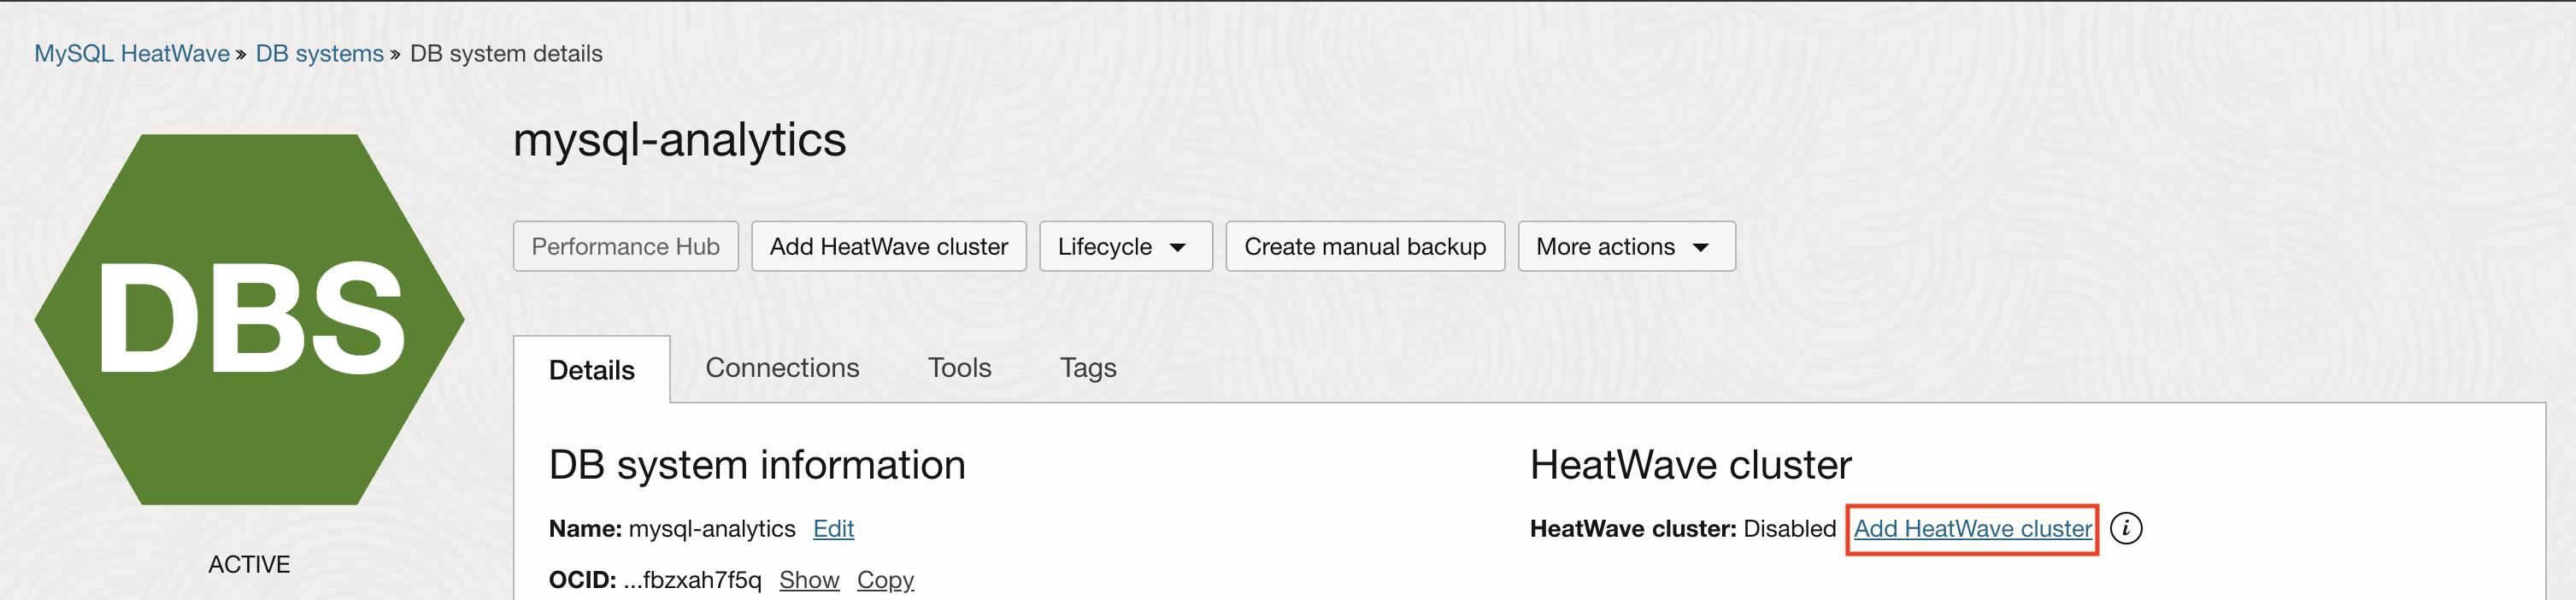 MySQL HeatWave » DB systems » DB system details
mysql-analytics
DBS
ACTIVE
Performance Hub Add HeatWave cluster Lifecycle Create manual backup More actions
Details Connections Tools Tags
DB system information
Name: mysql-analytics Edit
OCID: ...fbzxah7f5q Show Copy
HeatWave cluster
HeatWave cluster: Disabled Add HeatWave cluster i